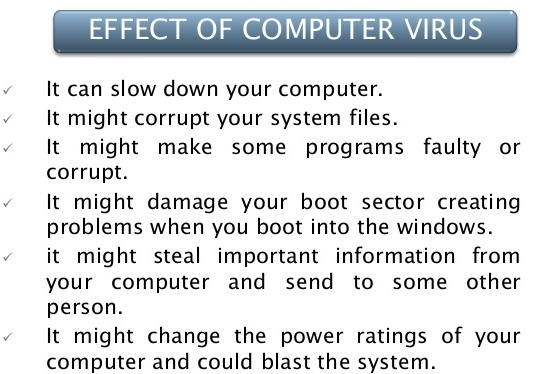 EFFECT OF COMPUTER VIRUS
It can slow down your computer.
It might corrupt your system files.
It might make some programs faulty or
corrupt.
It might damage your boot sector creating
problems when you boot into the windows.
it might steal important information from
your computer and send to some other
person.
It might change the power ratings of your
computer and could blast the system.